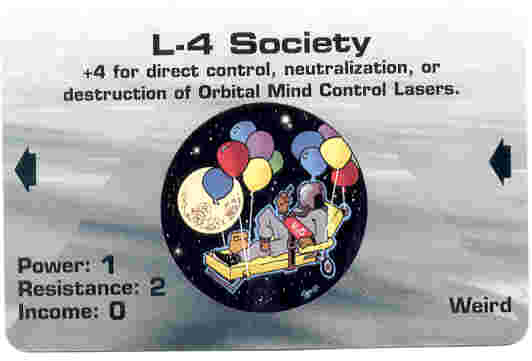 L-4 Society
+4 for direct control, neutralization, or
destruction of Orbital Mind Control Lasers.
Power: 1
Resistance: 2
Income: 0
Weird